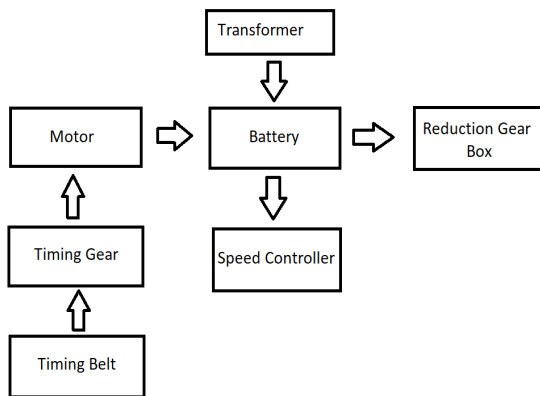 Transformer
Motor
Battery
Reduction Gear
Box
Timing Gear
Speed Controller
Timing Belt